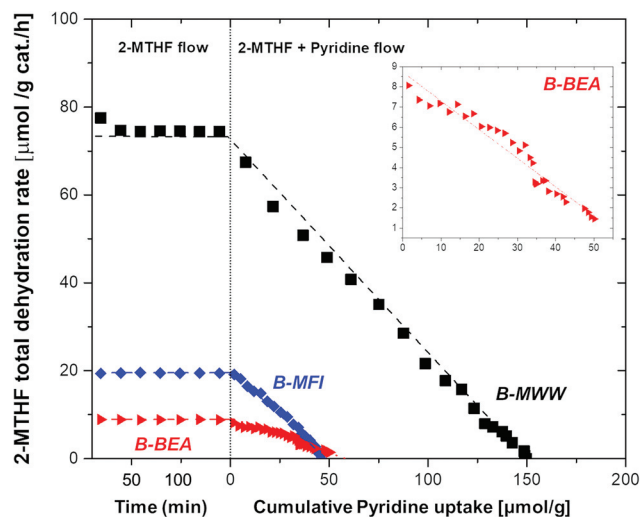 2-MTHF total dehydration rate [μmol /g cat./h]
100
80
60
40
20
0
2-MTHF flow
2-MTHF + Pyridine flow
B-BEA
9
8
7
6
5
4
3
2
1
0 10 20 30 40 50
B-MFI
B-MWW
B-BEA
50 100 0 50 100 150 200
Time (min) Cumulative Pyridine uptake [μmol/g]